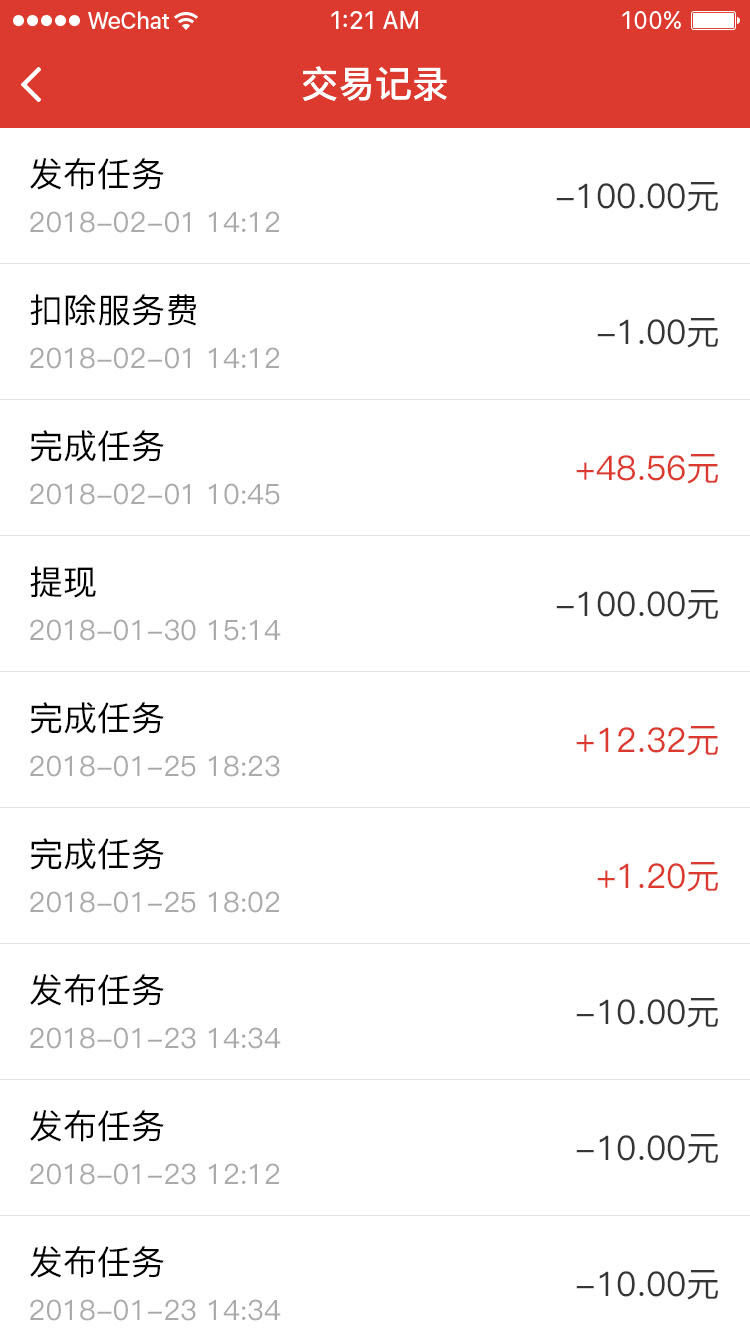 WeChat 1:21 AM 100%
交易记录
发布任务
2018-02-01 14:12
-100.00元
扣除服务费
2018-02-01 14:12
-1.00元
完成任务
2018-02-01 10:45
+48.56元
提现
2018-01-30 15:14
-100.00元
完成任务
2018-01-25 18:23
+12.32元
完成任务
2018-01-25 18:02
+1.20元
发布任务
2018-01-23 14:34
-10.00元
发布任务
2018-01-23 12:12
-10.00元
发布任务
2018-01-23 14:34
-10.00元